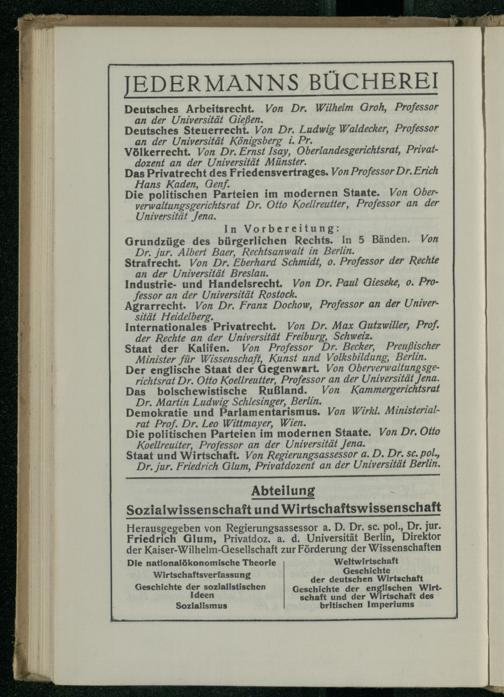 JEDERMANNS BÜCHEREI
Deutsches Arbeitsrecht. Von Dr. Wilhelm Groh, Professor
an der Universität Gießen.
Deutsches Steuerrecht. Von Dr. Ludwig Waldecker, Professor
an der Universität Königsberg i. Pr.
Völkerrecht. Von Dr. Ernst Isay, Oberlandesgerichtsrat, Privat-
dozent an der Universität Münster.
Das Privatrecht des Friedensvertrages. Von Professor Dr. Erich
Hans Kaden, Genf.
Die politischen Parteien im modernen Staate. Von Ober-
verwaltungsgerichtsrat Dr. Otto Koellreutter, Professor an der
Universität Jena.
In Vorbereitung:
Grundzüge des bürgerlichen Rechts. In 5 Bänden. Von
Dr. jur. Albert Baer, Rechtsanwalt in Berlin.
Strafrecht. Von Dr. Eberhard Schmidt, o. Professor der Rechte
an der Universität Breslau.
Industrie- und Handelsrecht. Von Dr. Paul Gieseke, o. Pro-
fessor an der Universität Rostock.
Agrarrecht. Von Dr. Franz Dochow, Professor an der Univer-
sität Heidelberg.
Internationales Privatrecht. Von Dr. Max Gutzwiller, Prof.
der Rechte an der Universität Freiburg, Schweiz.
Staat der Kalifen. Von Professor Dr. Becker, Preußischer
Minister für Wissenschaft, Kunst und Volksbildung, Berlin.
Der englische Staat der Gegenwart. Von Oberverwaltungsge-
richtsrat Dr. Otto Koellreutter, Professor an der Universität Jena.
Das bolschewistische Rußland. Von Kammergerichtsrat
Dr. Martin Ludwig Schlesinger, Berlin.
Demokratie und Parlamentarismus. Von Wirkl. Ministerial-
rat Prof. Dr. Leo Wittmayer, Wien.
Die politischen Parteien im modernen Staate. Von Dr. Otto
Koellreutter, Professor an der Universität Jena.
Staat und Wirtschaft. Von Regierungsassessor a. D. Dr. sc. pol.,
Dr. jur. Friedrich Glum, Privatdozent an der Universität Berlin.
Abteilung
Sozialwissenschaft und Wirtschaftswissenschaft
Herausgegeben von Regierungsassessor a. D. Dr. sc. pol., Dr. jur.
Friedrich Glum, Privatdoz. a. d. Universität Berlin, Direktor
der Kaiser-Wilhelm-Gesellschaft zur Förderung der Wissenschaften
Die nationalökonomische Theorie
Wirtschaftsverfassung
Geschichte der sozialistischen
Ideen
Sozialismus
Weltwirtschaft
Geschichte
der deutschen Wirtschaft
Geschichte der englischen Wirt-
schaft und der Wirtschaft des
britischen Imperiums